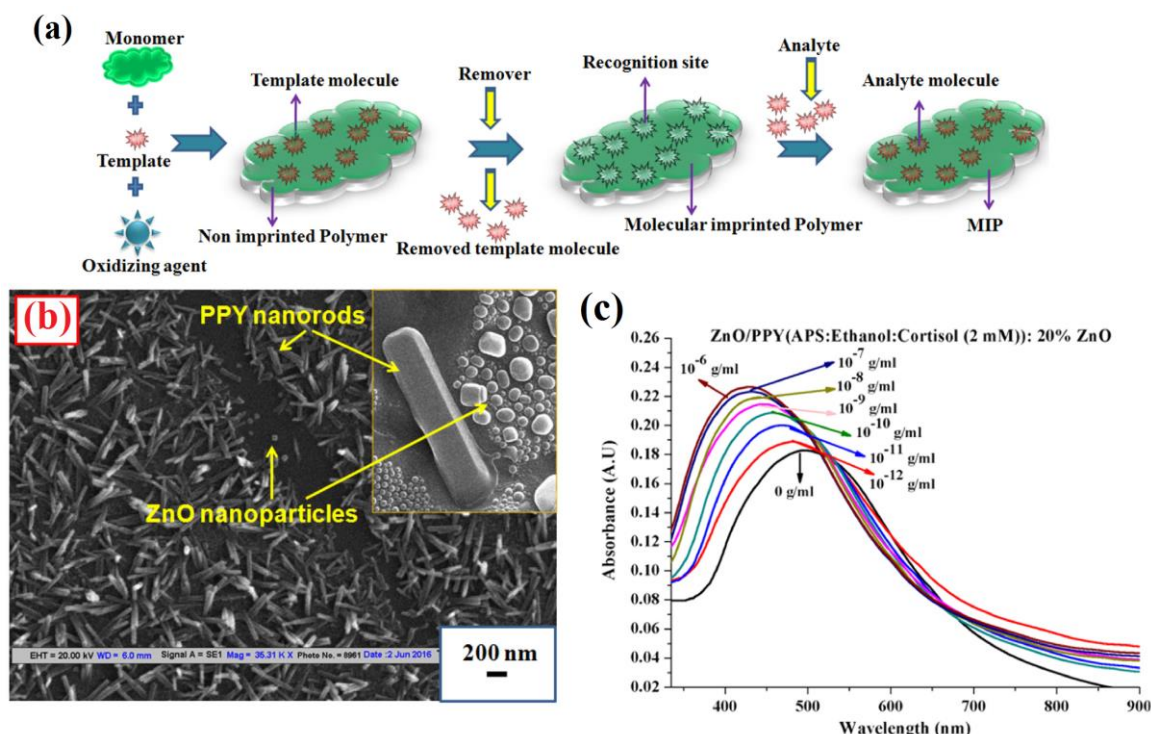 (a)
Monomer
Template
Oxidizing agent
Template molecule
Non imprinted Polymer
Remover
Removed template molecule
Recognition site
Molecular imprinted Polymer
Analyte
Analyte molecule
MIP
(b)
PPY nanorods
ZnO nanoparticles
EHT = 20.00 kV WD = 6.0 mm Signal A = SE1 Mag = 35.31 K X Photo No. = 8961 Date :2 Jun 2016
200 nm
(c)
ZnO/PPY(APS:Ethanol:Cortisol (2 mM)): 20% ZnO
10⁻⁶ g/ml
10⁻⁷ g/ml
10⁻⁸ g/ml
10⁻⁹ g/ml
10⁻¹⁰ g/ml
10⁻¹¹ g/ml
10⁻¹² g/ml
0 g/ml
Absorbance (A.U)
0.26
0.24
0.22
0.20
0.18
0.16
0.14
0.12
0.10
0.08
0.06
0.04
0.02
400 500 600 700 800 900
Wavelength (nm)